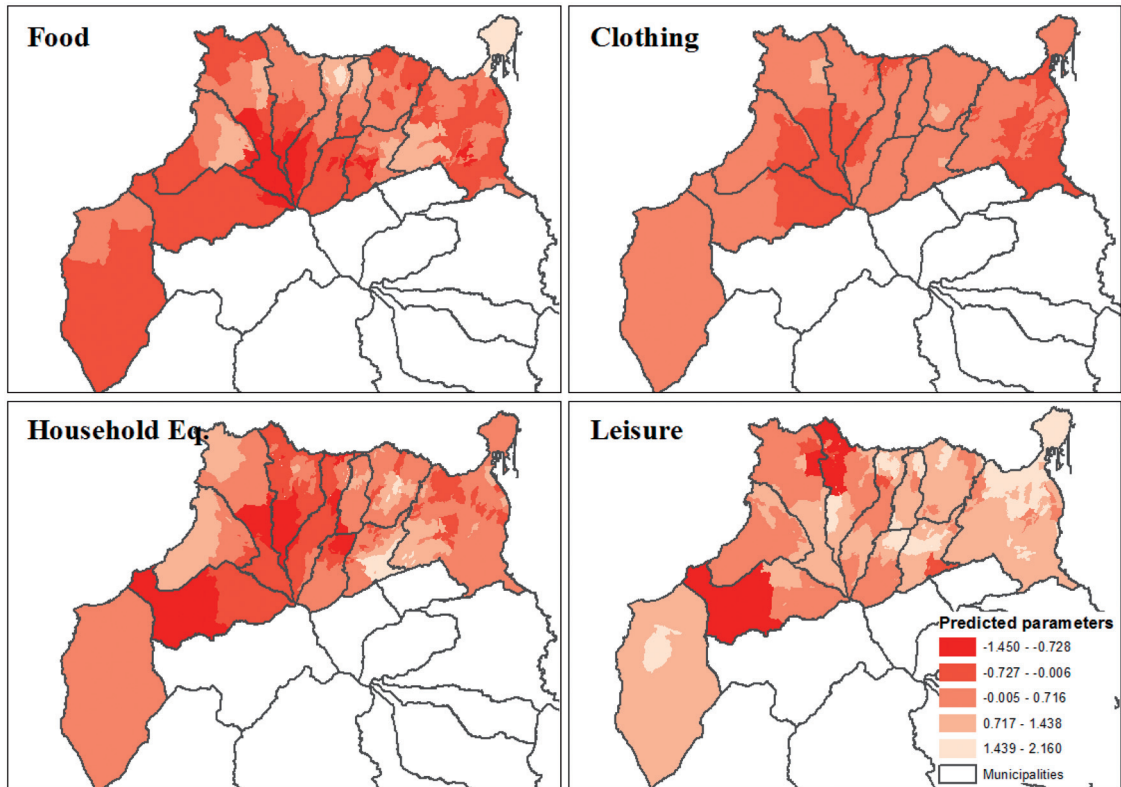 Food
Clothing
Household Eq.
Leisure
Predicted parameters
-1.450 - -0.728
-0.727 - -0.006
-0.005 - 0.716
0.717 - 1.438
1.439 - 2.160
Municipalities